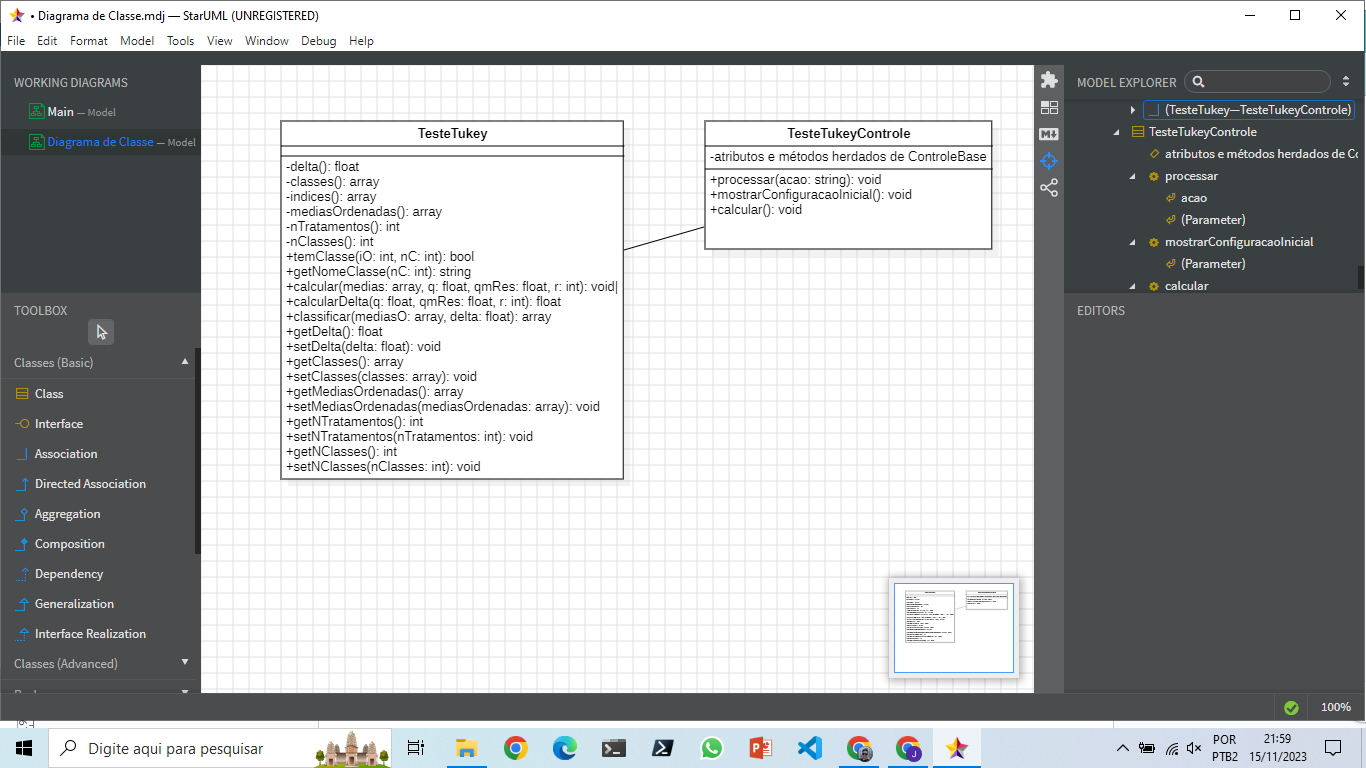 • Diagrama de Classe.mdj — StarUML (UNREGISTERED)
File Edit Format Model Tools View Window Debug Help
WORKING DIAGRAMS
Main — Model
Diagrama de Classe — Model
TOOLBOX
Classes (Basic)
Class
Interface
Association
Directed Association
Aggregation
Composition
Dependency
Generalization
Interface Realization
Classes (Advanced)
TesteTukey
-delta(): float
-classes(): array
-indices(): array
-mediasOrdenadas(): array
-nTratamentos(): int
-nClasses(): int
+temClasse(iO: int, nC: int): bool
+getNomeClasse(nC: int): string
+calcular(medias: array, q: float, qmRes: float, r: int): void|
+calcularDelta(q: float, qmRes: float, r: int): float
+classificar(mediasO: array, delta: float): array
+getDelta(): float
+setDelta(delta: float): void
+getClasses(): array
+setClasses(classes: array): void
+getMediasOrdenadas(): array
+setMediasOrdenadas(mediasOrdenadas: array): void
+getNTratamentos(): int
+setNTratamentos(nTratamentos: int): void
+getNClasses(): int
+setNClasses(nClasses: int): void
TesteTukeyControle
-atributos e métodos herdados de ControleBase
+processar(acao: string): void
+mostrarConfiguracaoInicial(): void
+calcular(): void
M
MODEL EXPLORER
(TesteTukey—TesteTukeyControle)
TesteTukeyControle
atributos e métodos herdados de Co
processar
acao
(Parameter)
mostrarConfiguracaoInicial
(Parameter)
calcular
EDITORS
100%
Digite aqui para pesquisar
POR
PTB2
21:59
15/11/2023